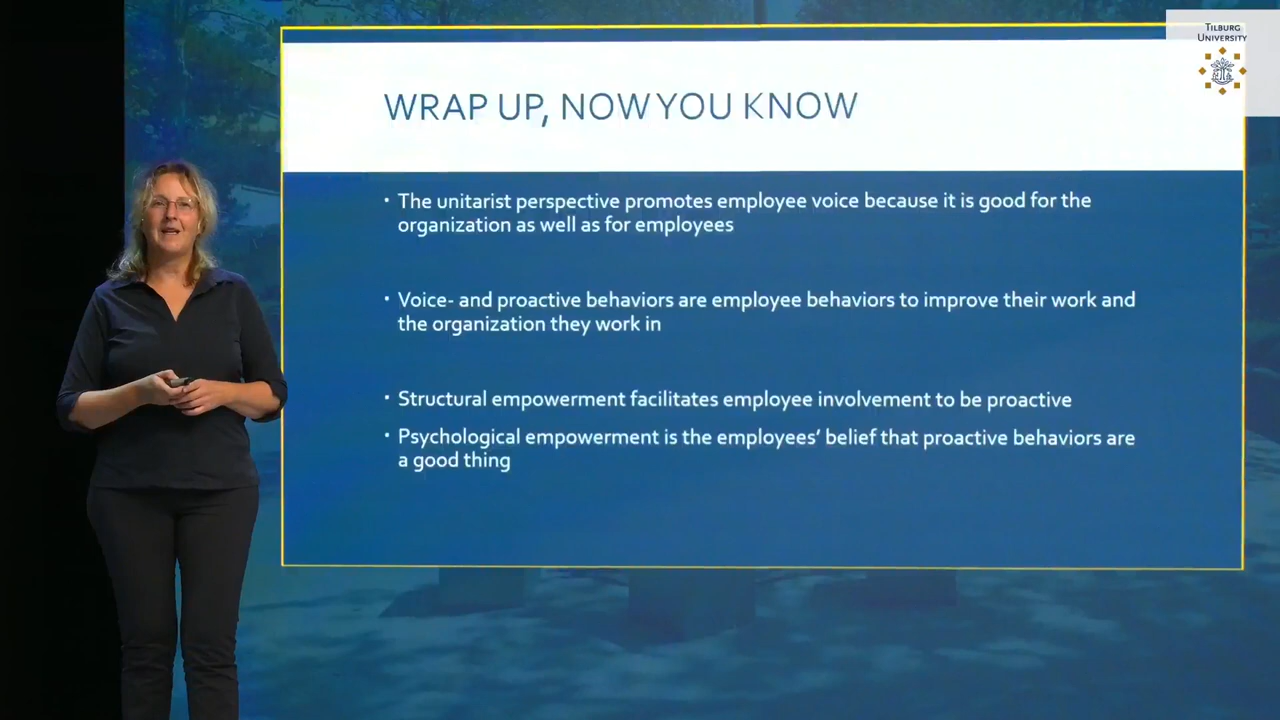 TILBURG
UNIVERSITY
WRAP UP, NOW YOU KNOW
• The unitarist perspective promotes employee voice because it is good for the
organization as well as for employees
• Voice- and proactive behaviors are employee behaviors to improve their work and
the organization they work in
• Structural empowerment facilitates employee involvement to be proactive
• Psychological empowerment is the employees’ belief that proactive behaviors are
a good thing